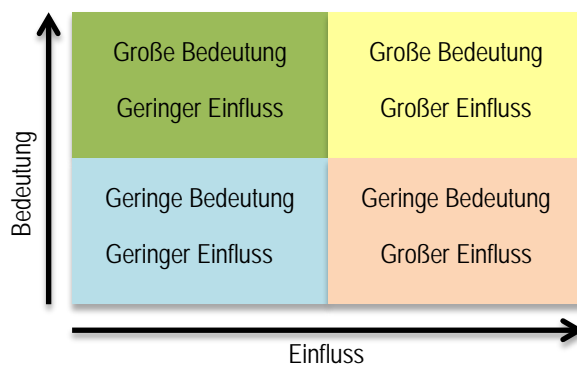 Große Bedeutung
Geringer Einfluss
Große Bedeutung
Großer Einfluss
Geringe Bedeutung
Geringer Einfluss
Geringe Bedeutung
Großer Einfluss
Bedeutung
Einfluss